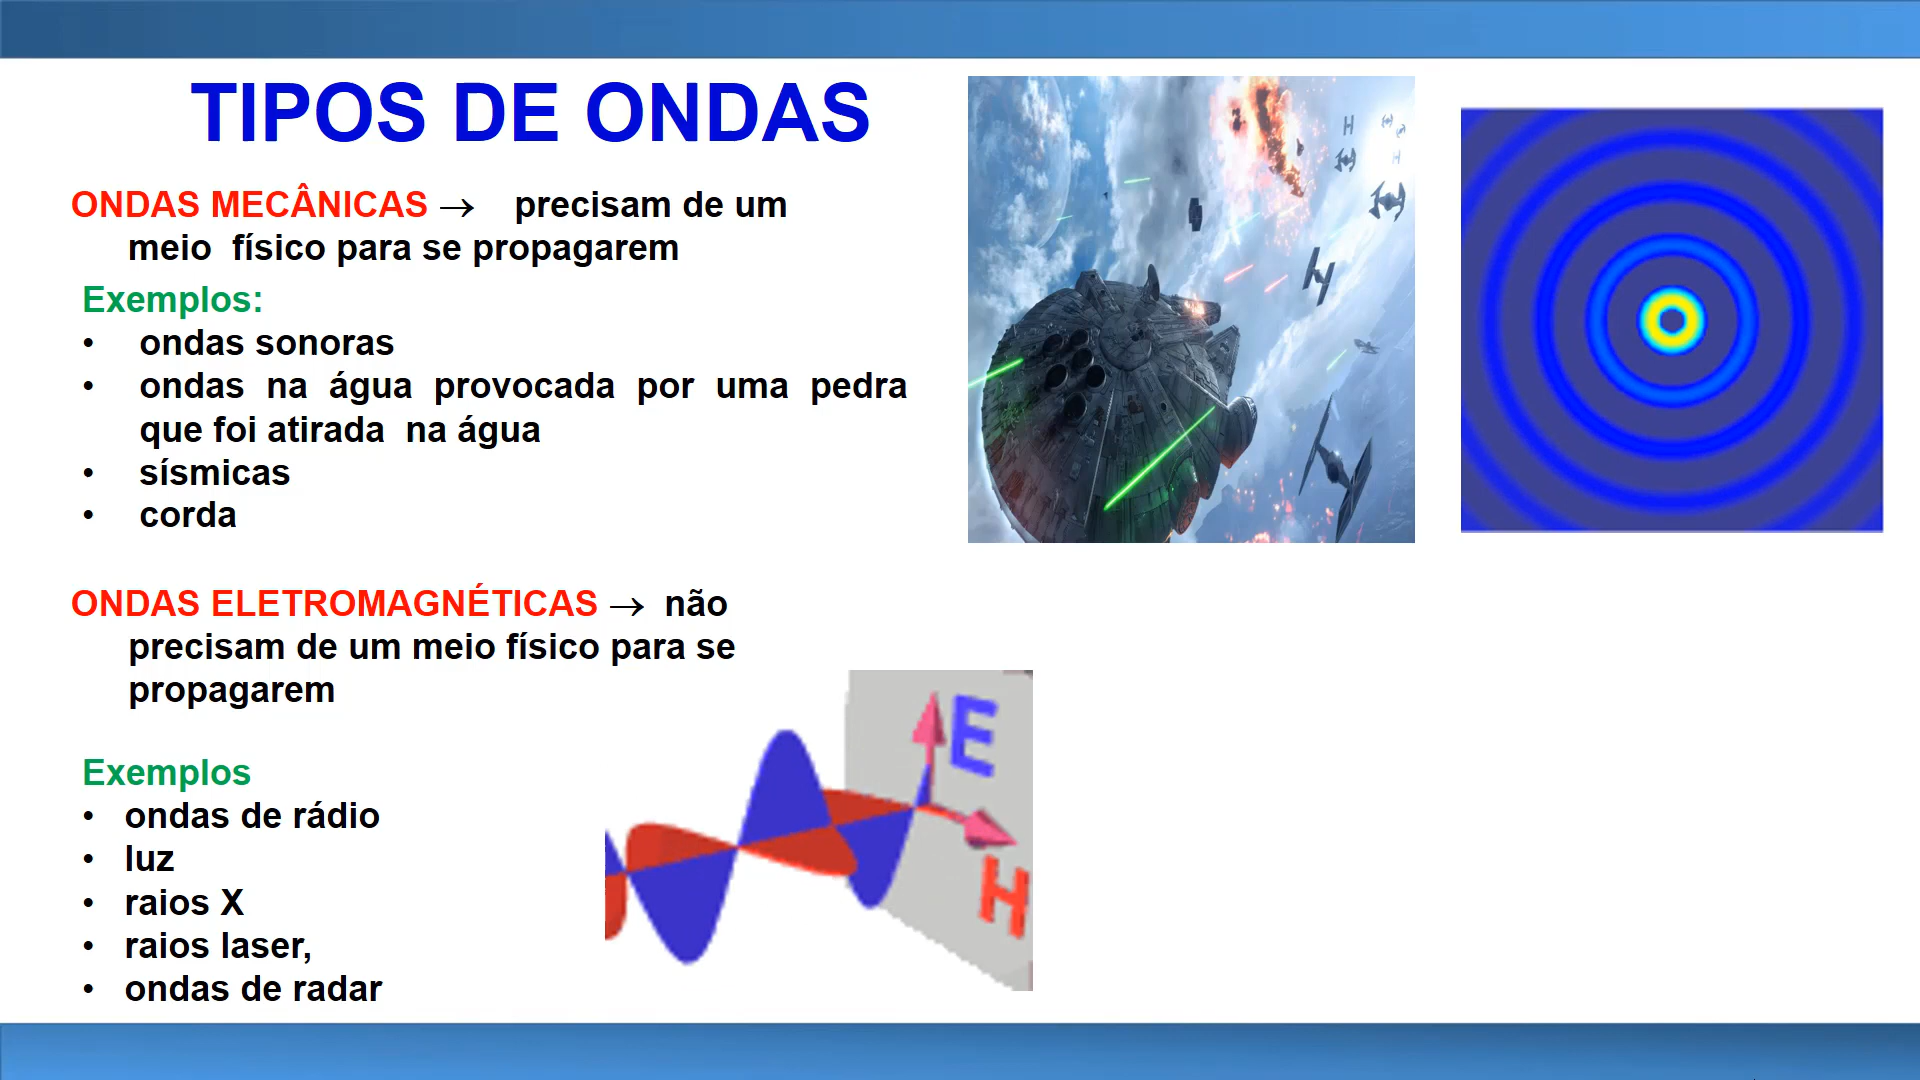 TIPOS DE ONDAS
ONDAS MECÂNICAS → precisam de um
meio físico para se propagarem
Exemplos:
• ondas sonoras
• ondas na água provocada por uma pedra
que foi atirada na água
• sísmicas
• corda
ONDAS ELETROMAGNÉTICAS → não
precisam de um meio físico para se
propagarem
Exemplos
• ondas de rádio
• luz
• raios X
• raios laser,
• ondas de radar
E
H